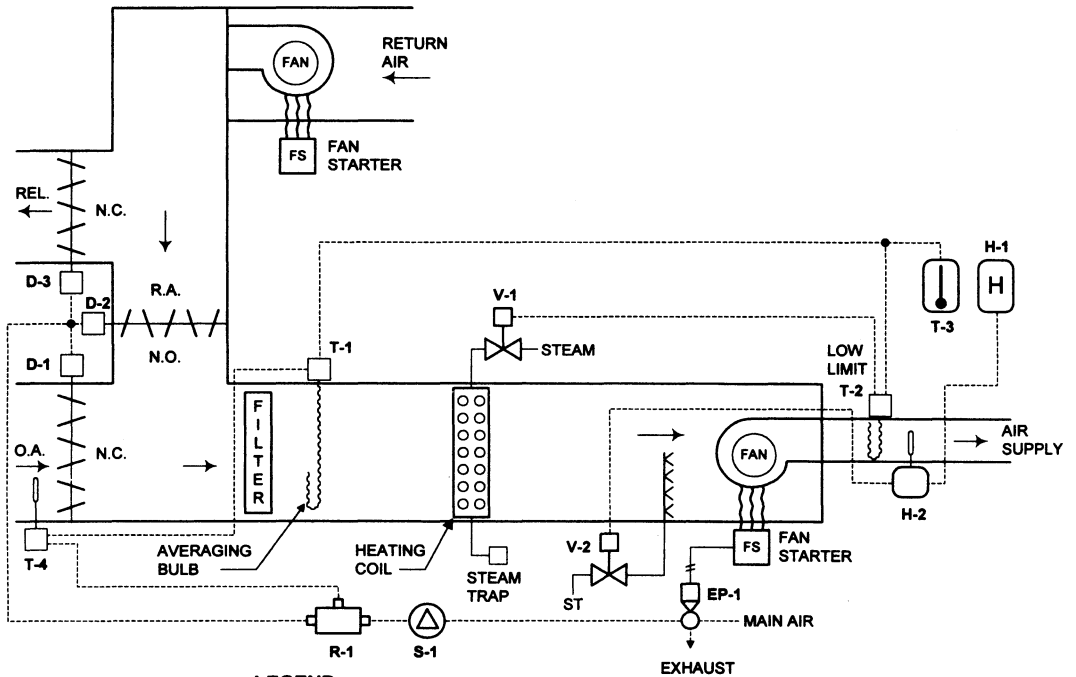 RETURN
AIR
FAN
FS
FAN
STARTER
REL.
N.C.
D-3
D-2
R.A.
N.O.
D-1
O.A.
N.C.
T-4
FILTER
T-1
V-1
STEAM
AVERAGING
BULB
HEATING
COIL
STEAM
TRAP
V-2
ST
FAN
FS
FAN
STARTER
EP-1
MAIN AIR
EXHAUST
R-1
S-1
LOW
LIMIT
T-2
T-3
H-1
H
AIR
SUPPLY
H-2